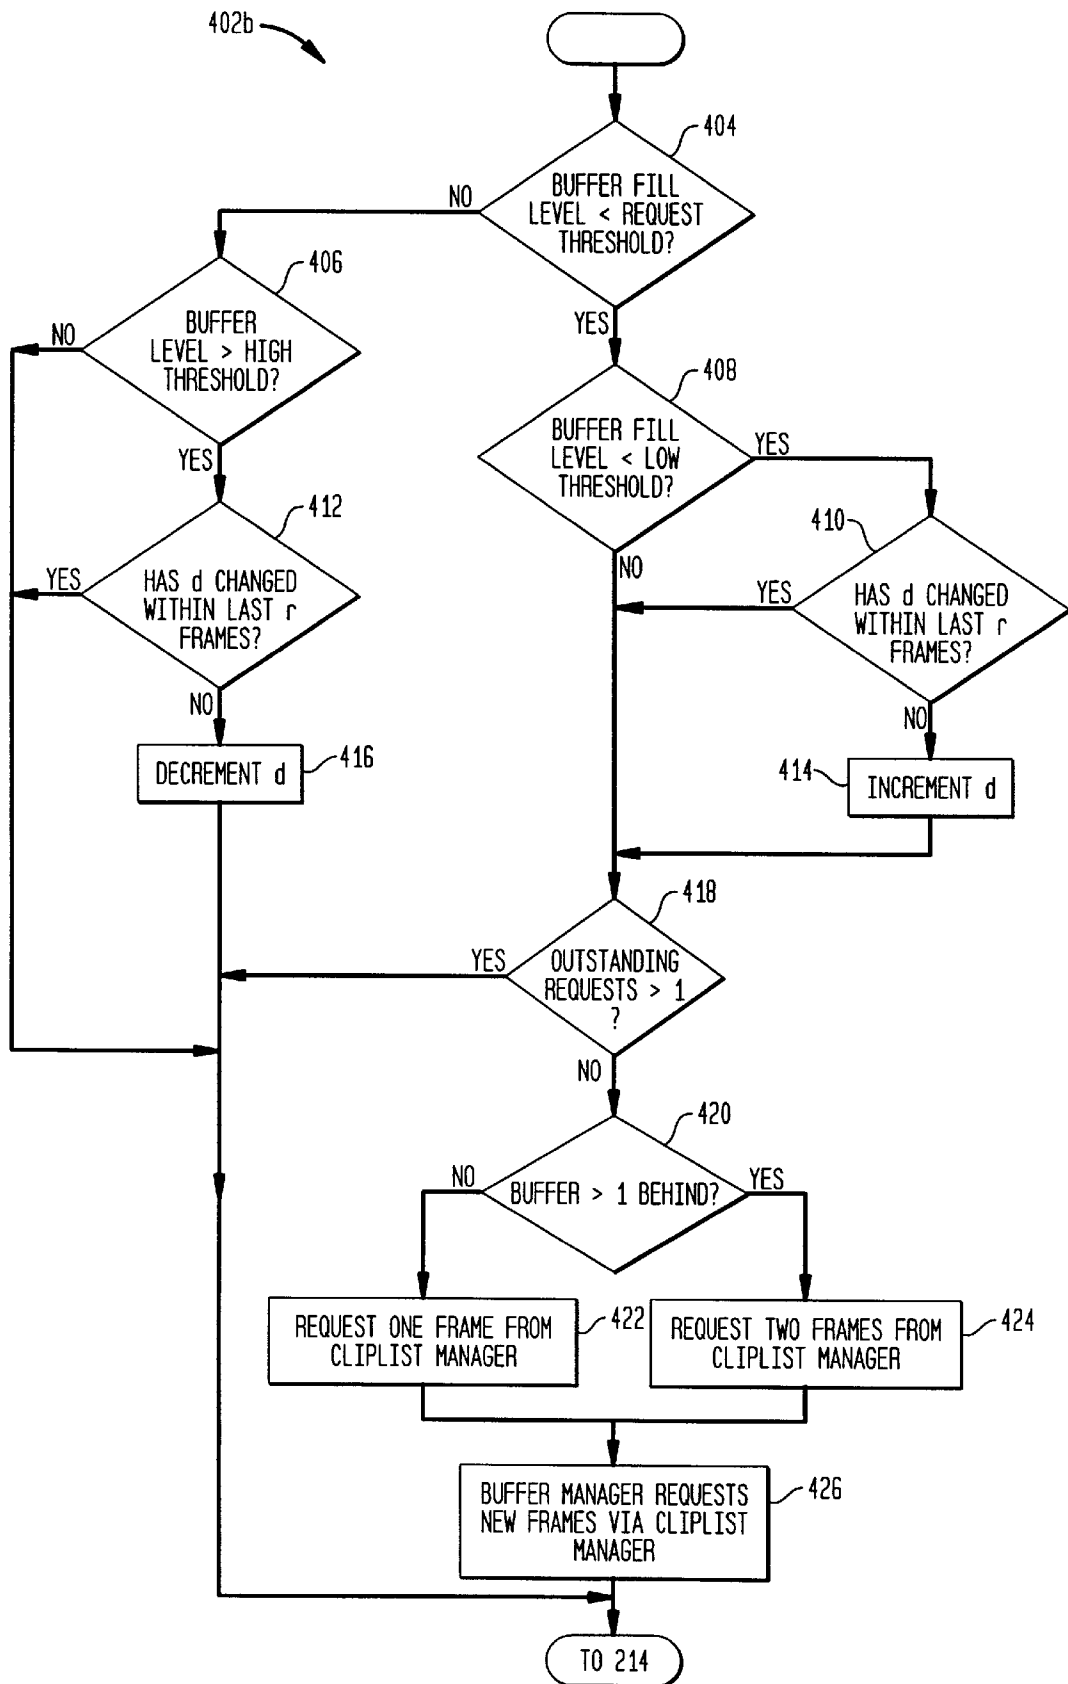 402b
404
BUFFER FILL
LEVEL < REQUEST
THRESHOLD?
NO
YES
406
BUFFER
LEVEL > HIGH
THRESHOLD?
NO
YES
408
BUFFER FILL
LEVEL < LOW
THRESHOLD?
YES
NO
412
HAS d CHANGED
WITHIN LAST r
FRAMES?
YES
NO
410
HAS d CHANGED
WITHIN LAST r
FRAMES?
YES
NO
DECREMENT d
416
414
INCREMENT d
418
OUTSTANDING
REQUESTS > 1
?
YES
NO
420
BUFFER > 1 BEHIND?
NO
YES
REQUEST ONE FRAME FROM
CLIPLIST MANAGER
422
REQUEST TWO FRAMES FROM
CLIPLIST MANAGER
424
BUFFER MANAGER REQUESTS
NEW FRAMES VIA CLIPLIST
MANAGER
426
TO 214